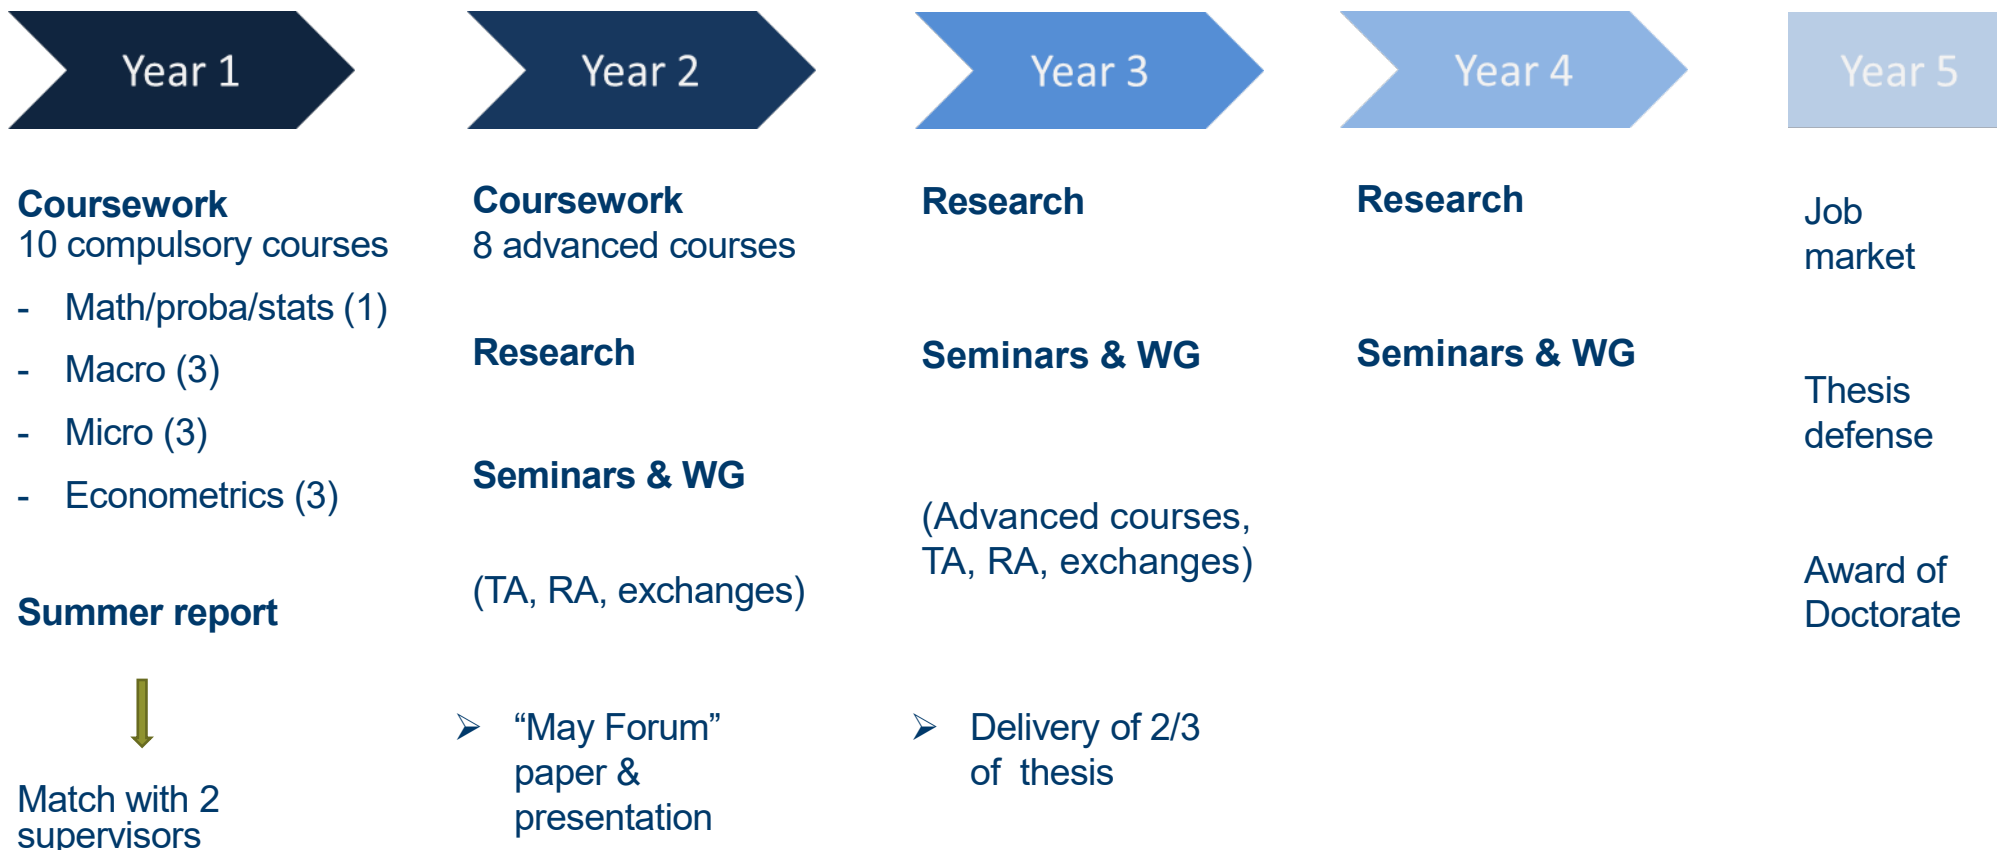 Year 1
Coursework
10 compulsory courses
- Math/proba/stats (1)
- Macro (3)
- Micro (3)
- Econometrics (3)
Summer report
Match with 2
supervisors
Year 2
Coursework
8 advanced courses
Research
Seminars & WG
(TA, RA, exchanges)
➢ “May Forum”
paper &
presentation
Year 3
Research
Seminars & WG
(Advanced courses,
TA, RA, exchanges)
➢ Delivery of 2/3
of thesis
Year 4
Research
Seminars & WG
Year 5
Job
market
Thesis
defense
Award of
Doctorate